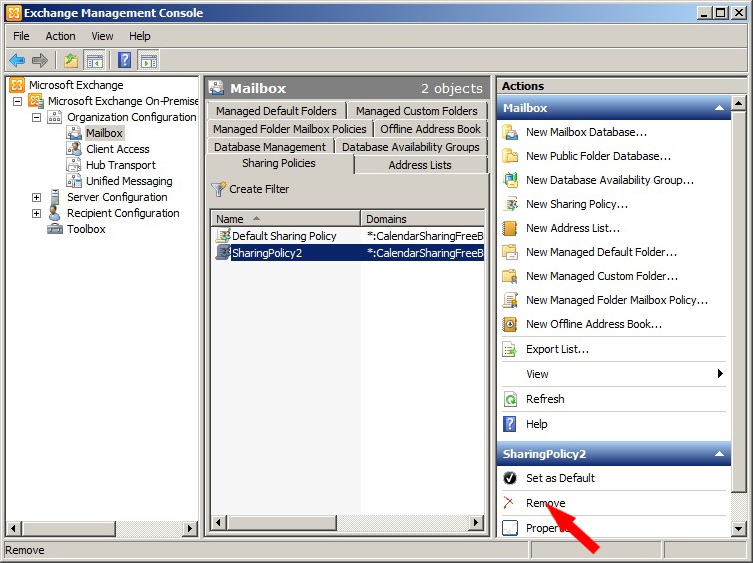 Exchange Management Console
File Action View Help
Microsoft Exchange
Microsoft Exchange On-Premise
Organization Configuration
Mailbox
Client Access
Hub Transport
Unified Messaging
Server Configuration
Recipient Configuration
Toolbox
Mailbox 2 objects
Managed Default Folders Managed Custom Folders
Managed Folder Mailbox Policies Offline Address Book
Database Management Database Availability Groups
Sharing Policies Address Lists
Create Filter
Name Domains
Default Sharing Policy *:CalendarSharingFreeB
SharingPolicy2 *:CalendarSharingFreeB
Actions
Mailbox
New Mailbox Database...
New Public Folder Database...
New Database Availability Group...
New Sharing Policy...
New Address List...
New Managed Default Folder...
New Managed Custom Folder...
New Managed Folder Mailbox Policy...
New Offline Address Book...
Export List...
View
Refresh
Help
SharingPolicy2
Set as Default
Remove
Remove